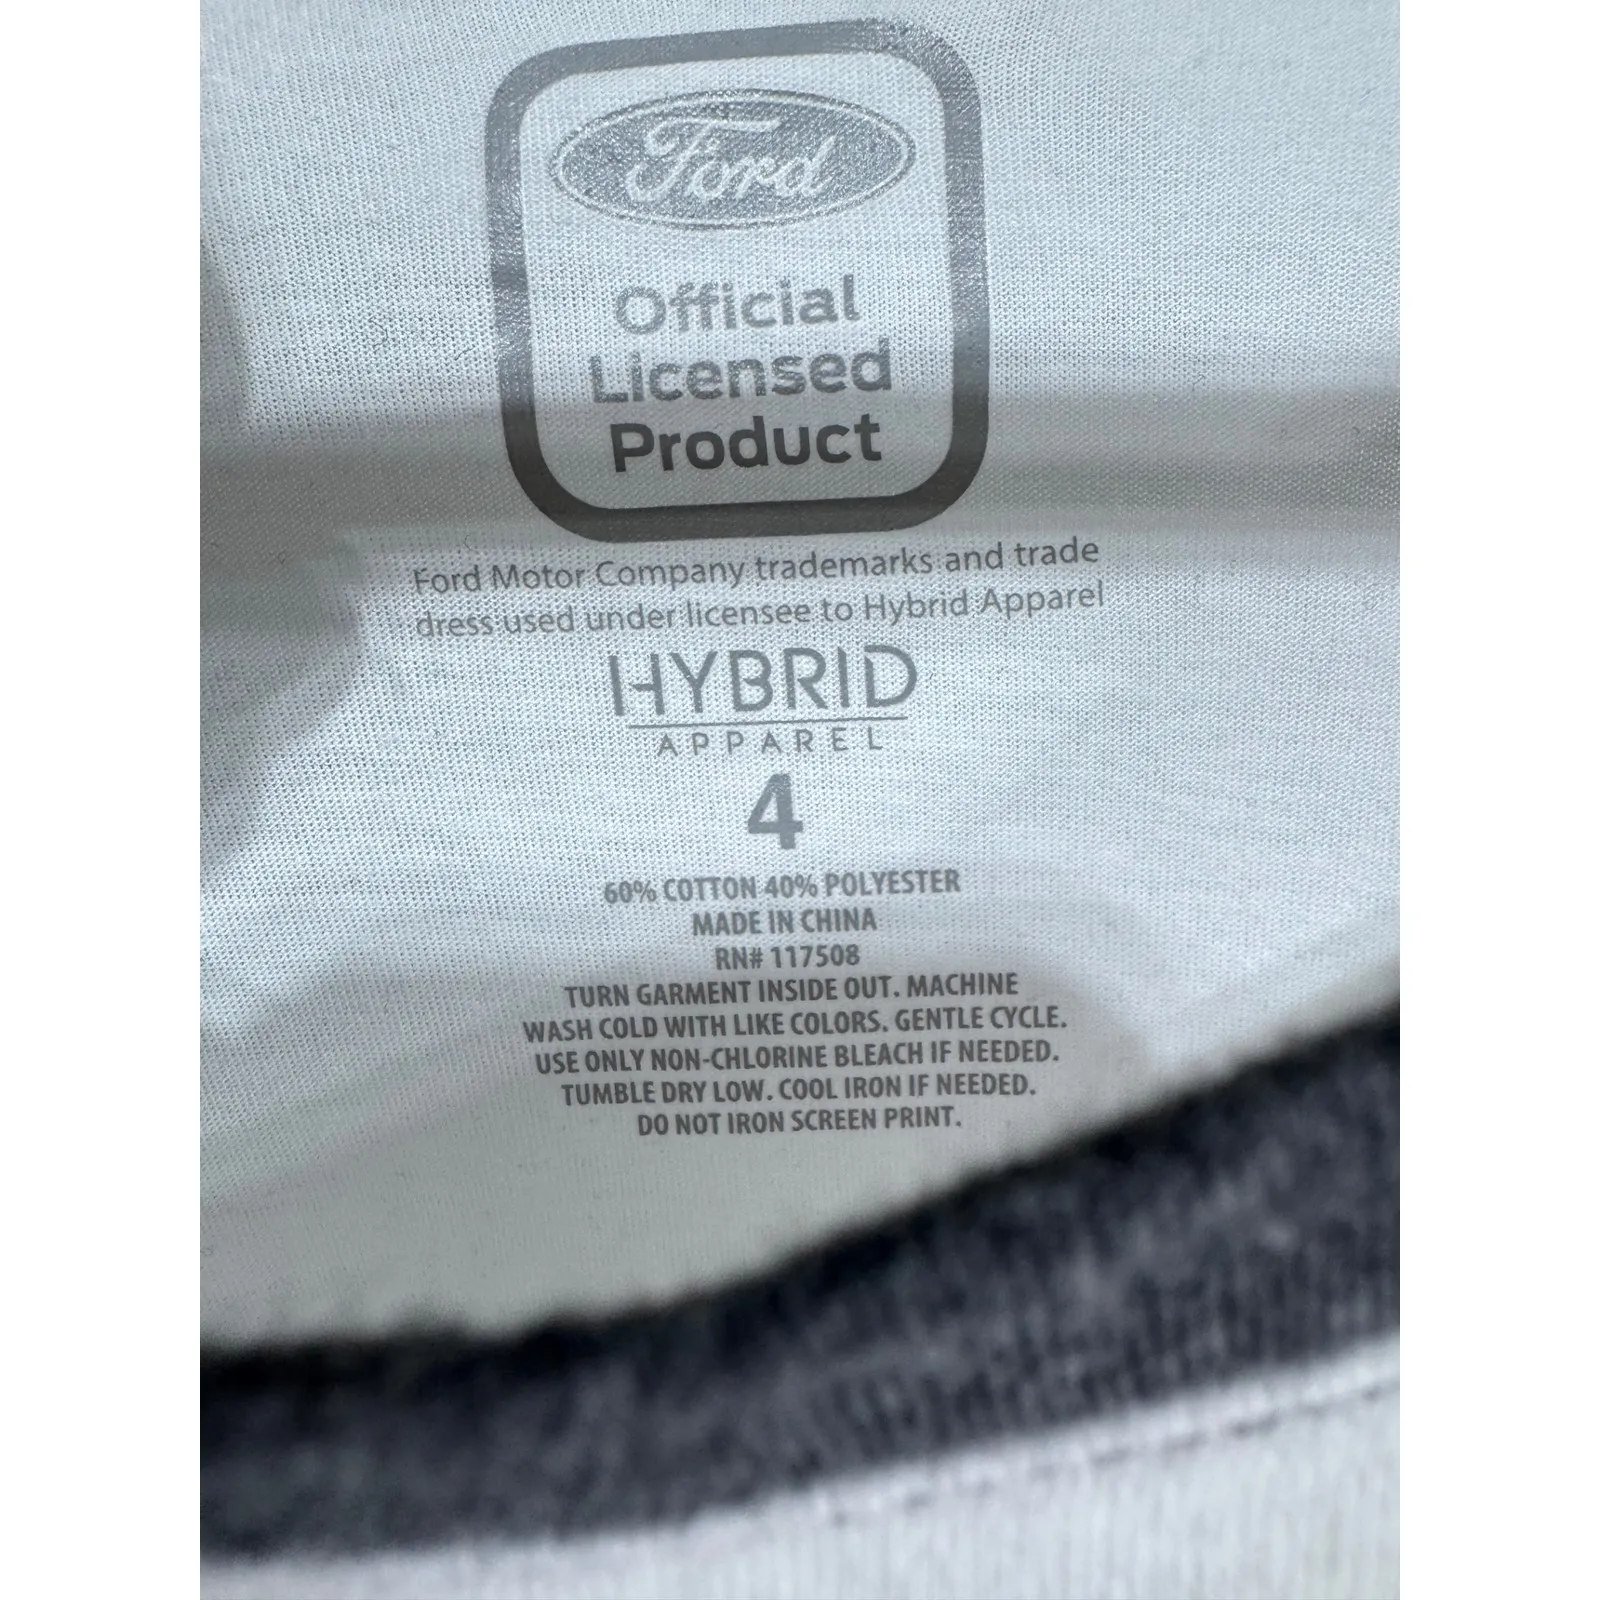 Ford
Official
Licensed
Product
Ford Motor Company trademarks and trade
dress used under licensee to Hybrid Apparel
HYBRID
APPAREL
4
60% COTTON 40% POLYESTER
MADE IN CHINA
RN# 117508
TURN GARMENT INSIDE OUT. MACHINE
WASH COLD WITH LIKE COLORS. GENTLE CYCLE.
USE ONLY NON-CHLORINE BLEACH IF NEEDED.
TUMBLE DRY LOW. COOL IRON IF NEEDED.
DO NOT IRON SCREEN PRINT.